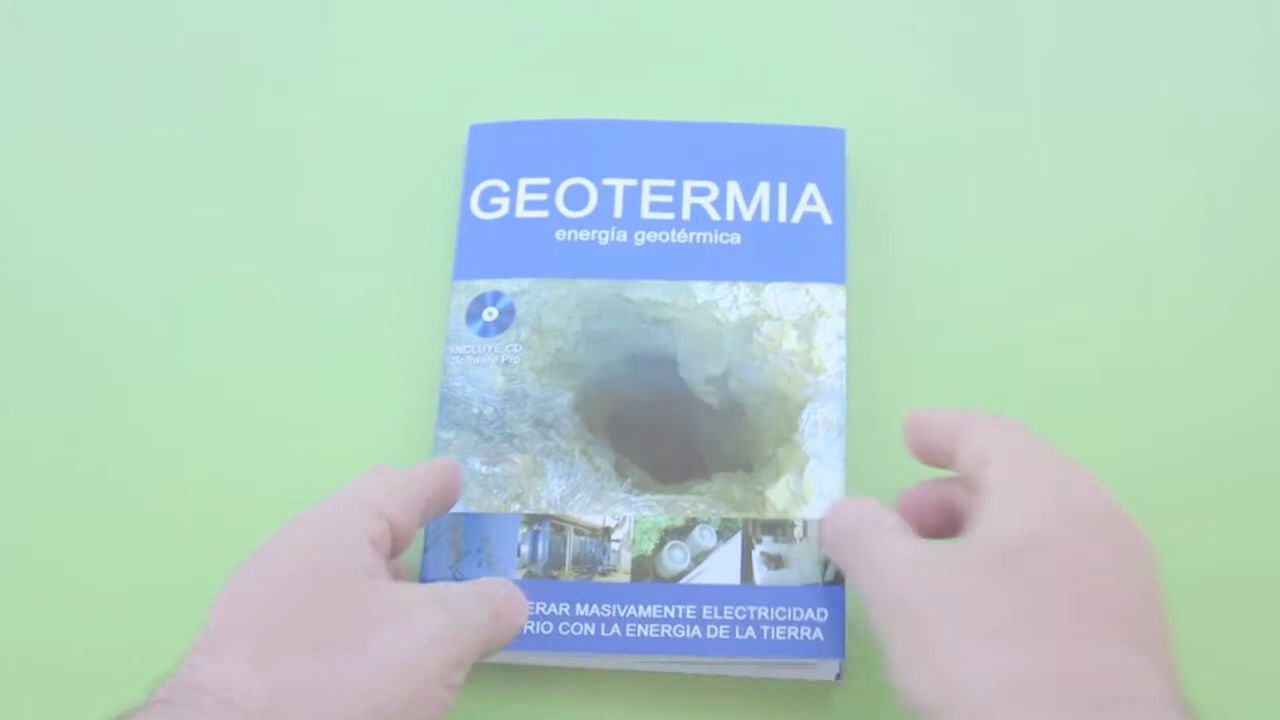 GEOTERMIA
energía geotérmica
INCLUYE CD
Software Pro
ERAR MASIVAMENTE ELECTRICIDAD
RIO CON LA ENERGIA DE LA TIERRA